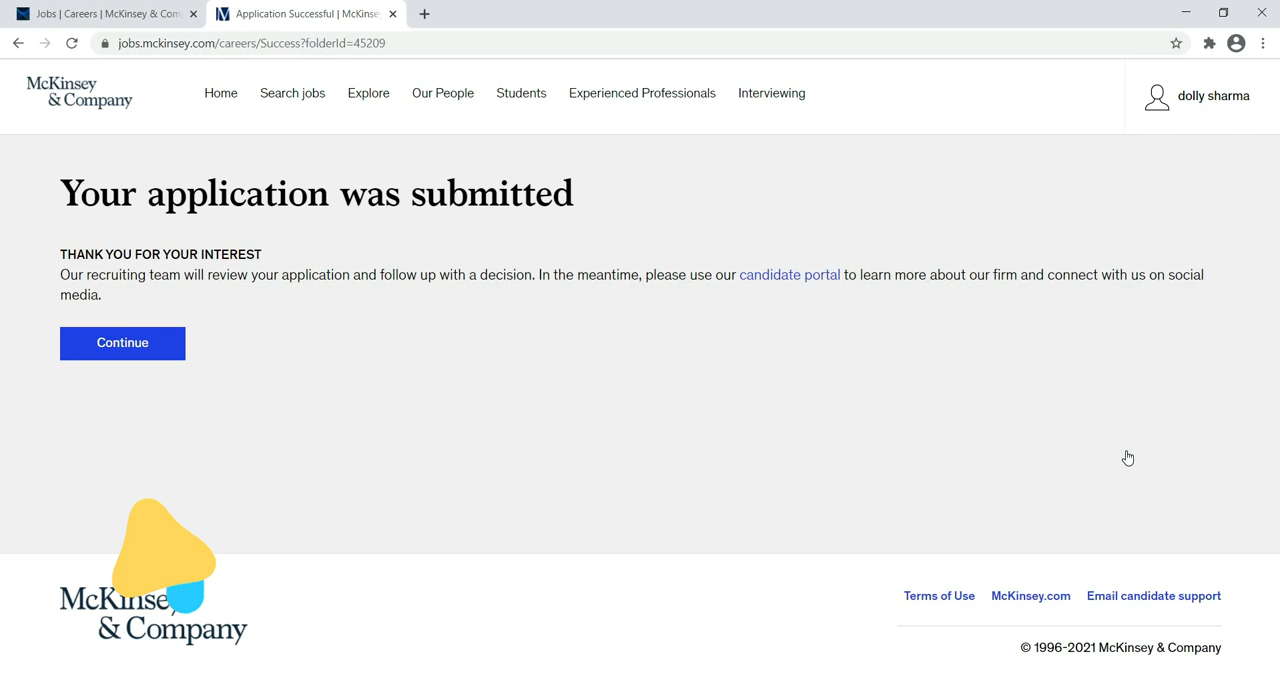 Jobs | Careers | McKinsey & Com
Application Successful | McKinse
jobs.mckinsey.com/careers/Success?folderId=45209
McKinsey
& Company
Home
Search jobs
Explore
Our People
Students
Experienced Professionals
Interviewing
dolly sharma
Your application was submitted
THANK YOU FOR YOUR INTEREST
Our recruiting team will review your application and follow up with a decision. In the meantime, please use our candidate portal to learn more about our firm and connect with us on social
media.
Continue
McKinsey
& Company
Terms of Use
McKinsey.com
Email candidate support
© 1996-2021 McKinsey & Company